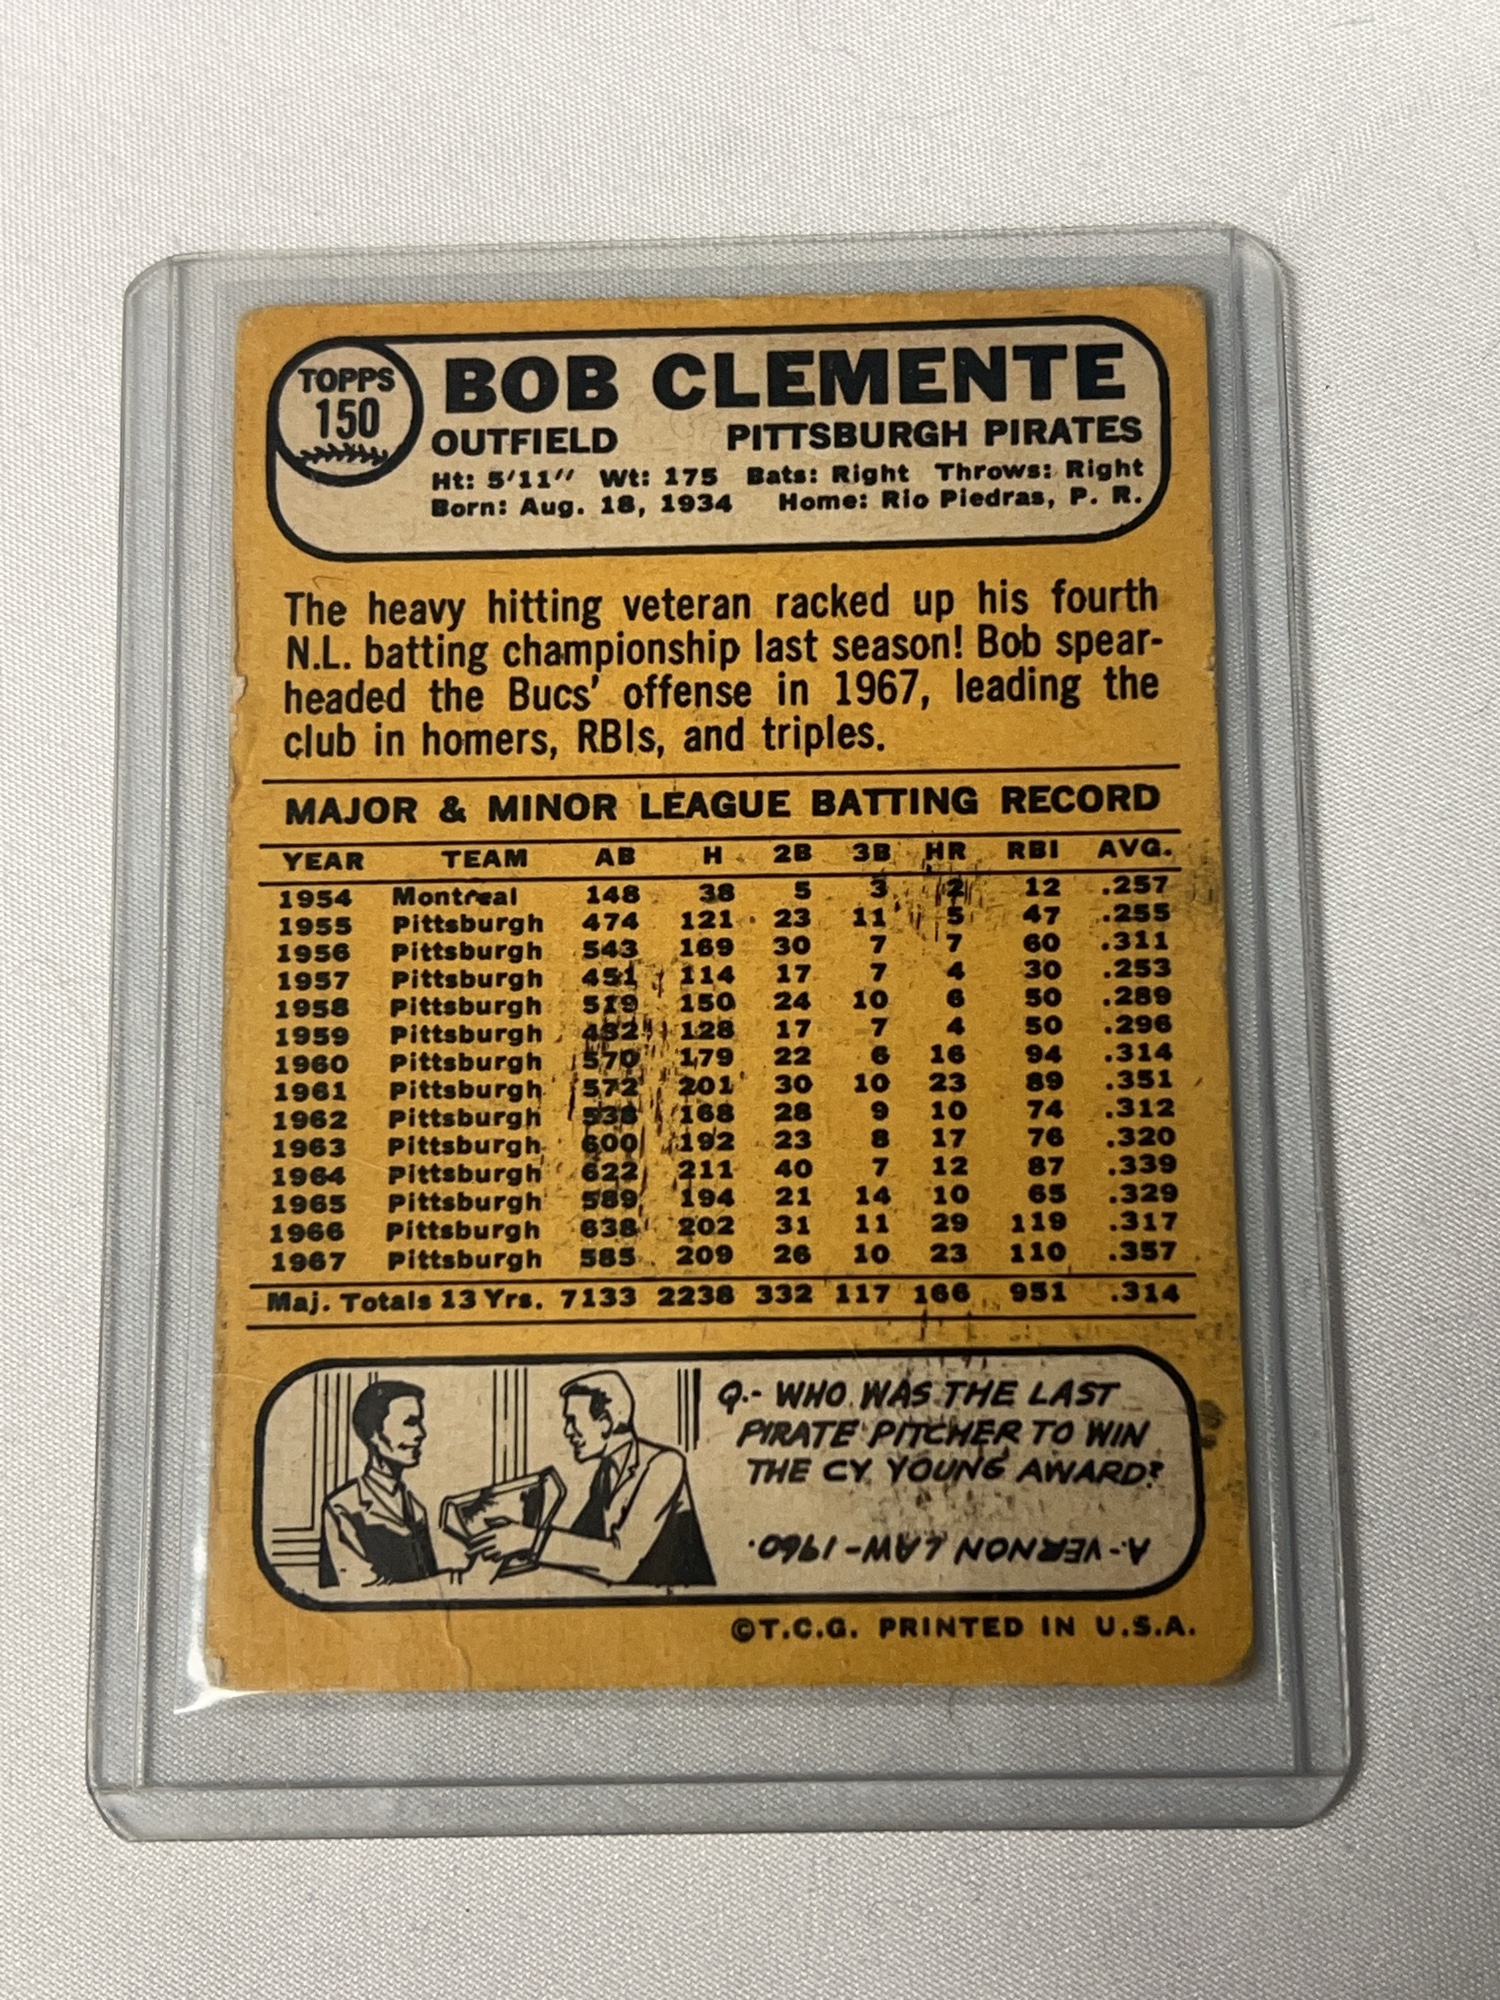 TOPPS
150
BOB CLEMENTE
OUTFIELD PITTSBURGH PIRATES
Ht: 5'11" Wt: 175 Bats: Right Throws: Right
Born: Aug. 18, 1934 Home: Rio Piedras, P. R.
The heavy hitting veteran racked up his fourth
N.L. batting championship last season! Bob spear-
headed the Bucs' offense in 1967, leading the
club in homers, RBIs, and triples.
MAJOR & MINOR LEAGUE BATTING RECORD
YEAR TEAM AB H 2B 3B HR RBI AVG.
1954 Montreal 148 38 5 3 2 12 .257
1955 Pittsburgh 474 121 23 11 5 47 .255
1956 Pittsburgh 543 169 30 7 7 60 .311
1957 Pittsburgh 451 114 17 7 4 30 .253
1958 Pittsburgh 519 150 24 10 6 50 .289
1959 Pittsburgh 432 128 17 7 4 50 .296
1960 Pittsburgh 570 179 22 6 16 94 .314
1961 Pittsburgh 572 201 30 10 23 89 .351
1962 Pittsburgh 538 168 28 9 10 74 .312
1963 Pittsburgh 600 192 23 8 17 76 .320
1964 Pittsburgh 622 211 40 7 12 87 .339
1965 Pittsburgh 589 194 21 14 10 65 .329
1966 Pittsburgh 638 202 31 11 29 119 .317
1967 Pittsburgh 585 209 26 10 23 110 .357
Maj. Totals 13 Yrs. 7133 2238 332 117 166 951 .314
Q.- WHO WAS THE LAST
PIRATE PITCHER TO WIN
THE CY YOUNG AWARD?
A.- VERNON LAW - 1960.
©T.C.G. PRINTED IN U.S.A.